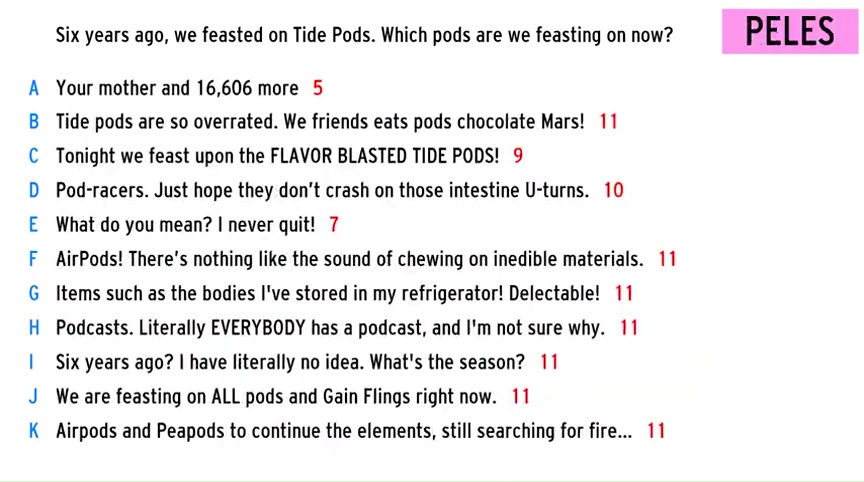 Six years ago, we feasted on Tide Pods. Which pods are we feasting on now?
PELES
A Your mother and 16,606 more 5
B Tide pods are so overrated. We friends eats pods chocolate Mars! 11
C Tonight we feast upon the FLAVOR BLASTED TIDE PODS! 9
D Pod-racers. Just hope they don't crash on those intestine U-turns. 10
E What do you mean? I never quit! 7
F AirPods! There's nothing like the sound of chewing on inedible materials. 11
G Items such as the bodies I've stored in my refrigerator! Delectable! 11
H Podcasts. Literally EVERYBODY has a podcast, and I'm not sure why. 11
I Six years ago? I have literally no idea. What's the season? 11
J We are feasting on ALL pods and Gain Flings right now. 11
K Airpods and Peapods to continue the elements, still searching for fire... 11